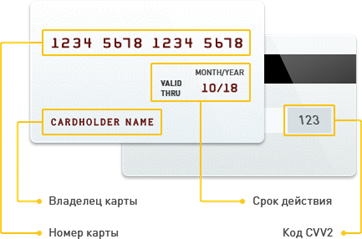 1234 5678 1234 5678
MONTH/YEAR
VALID
THRU
10/18
123
CARDHOLDER NAME
Владелец карты
Срок действия
Номер карты
Код CVV2